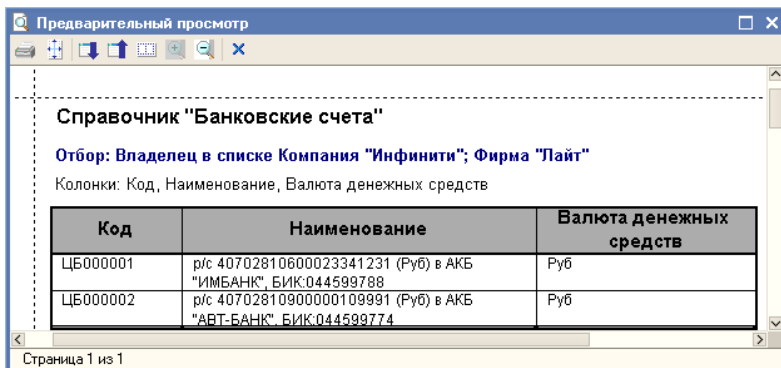 Предварительный просмотр
Справочник "Банковские счета"
Отбор: Владелец в списке Компания "Инфинити"; Фирма "Лайт"
Колонки: Код, Наименование, Валюта денежных средств
Код
Наименование
Валюта денежных
средств
ЦБ000001
р/с 40702810600023341231 (Руб) в АКБ
"ИМБАНК", БИК:044599788
Руб
ЦБ000002
р/с 40702810900000109991 (Руб) в АКБ
"АВТ-БАНК", БИК:044599774
Руб
Страница 1 из 1